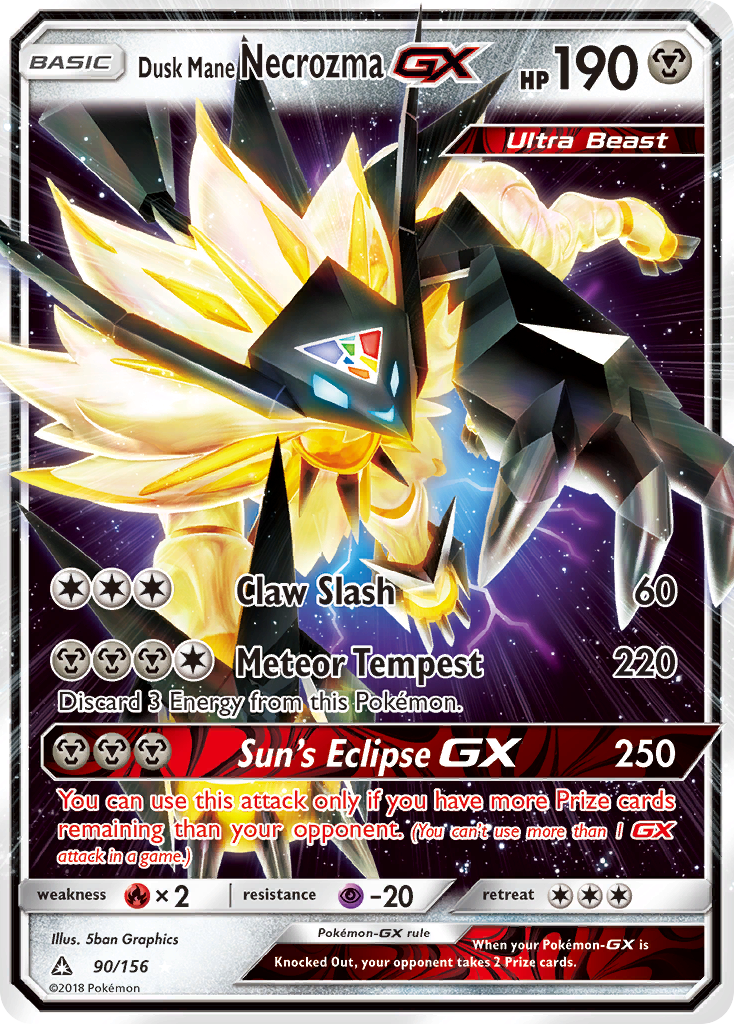 BASIC Dusk Mane Necrozma GX HP 190
Ultra Beast
Claw Slash 60
Meteor Tempest 220
Discard 3 Energy from this Pokémon.
Sun's Eclipse GX 250
You can use this attack only if you have more Prize cards
remaining than your opponent. (You can't use more than 1 GX
attack in a game.)
weakness × 2 resistance -20 retreat
Illus. 5ban Graphics
Pokémon-GX rule
When your Pokémon-GX is
Knocked Out, your opponent takes 2 Prize cards.
90/156
©2018 Pokémon